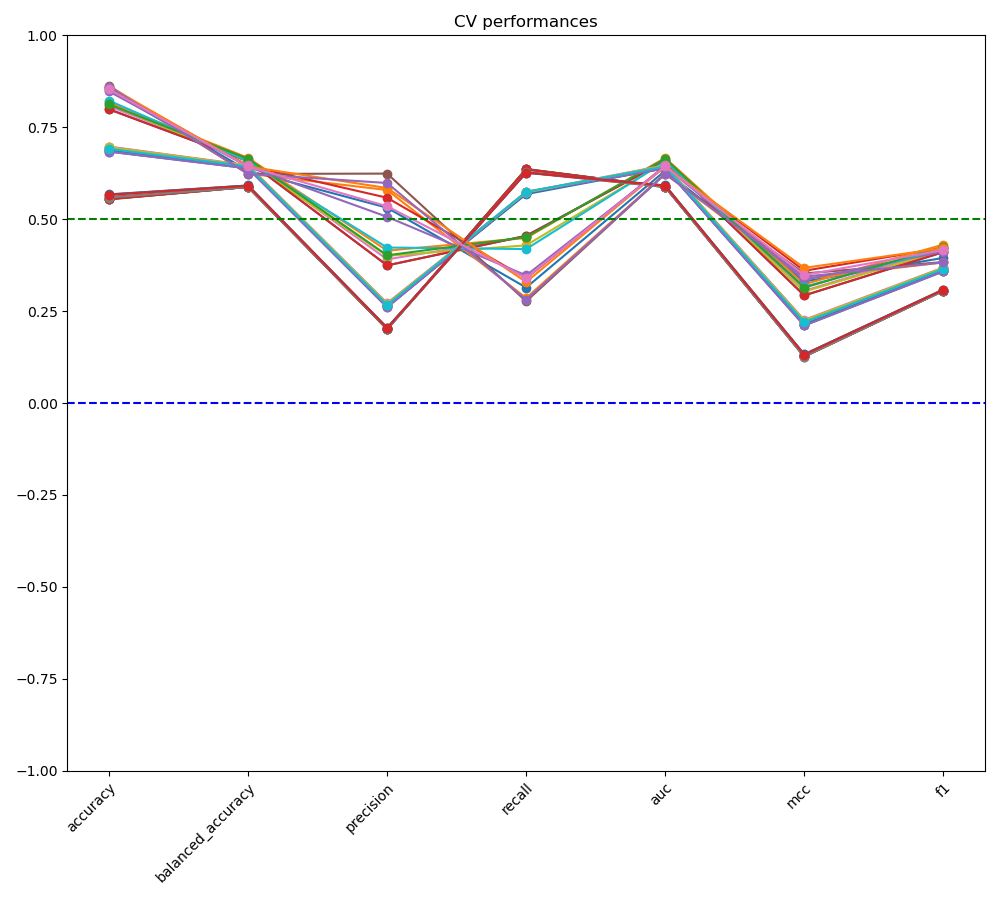 CV performances
1.00
0.75
0.50
0.25
0.00
−0.25
−0.50
−0.75
−1.00
accuracy
balanced_accuracy
precision
recall
auc
mcc
f1